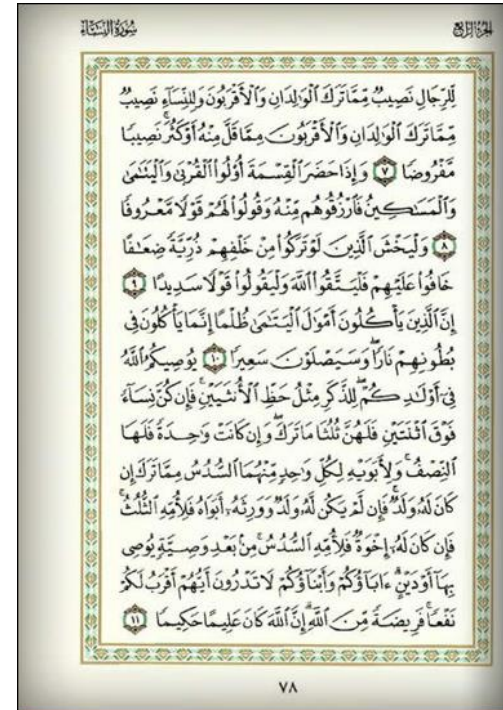 سُورَةُ النِّسَاءِ
الجُزْءُ الرَّابِعُ
لِّلرِّجَالِ نَصِيبٌ مِّمَّا تَرَكَ ٱلْوَٰلِدَانِ وَٱلْأَقْرَبُونَ وَلِلنِّسَآءِ نَصِيبٌ
مِّمَّا تَرَكَ ٱلْوَٰلِدَانِ وَٱلْأَقْرَبُونَ مِمَّا قَلَّ مِنْهُ أَوْ كَثُرَ ۚ نَصِيبًا
مَّفْرُوضًا ٧ وَإِذَا حَضَرَ ٱلْقِسْمَةَ أُو۟لُوا۟ ٱلْقُرْبَىٰ وَٱلْيَتَٰمَىٰ
وَٱلْمَسَٰكِينُ فَٱرْزُقُوهُم مِّنْهُ وَقُولُوا۟ لَهُمْ قَوْلًا مَّعْرُوفًا
٨ وَلْيَخْشَ ٱلَّذِينَ لَوْ تَرَكُوا۟ مِنْ خَلْفِهِمْ ذُرِّيَّةً ضِعَٰفًا
خَافُوا۟ عَلَيْهِمْ فَلْيَتَّقُوا۟ ٱللَّهَ وَلْيَقُولُوا۟ قَوْلًا سَدِيدًا ٩
إِنَّ ٱلَّذِينَ يَأْكُلُونَ أَمْوَٰلَ ٱلْيَتَٰمَىٰ ظُلْمًا إِنَّمَا يَأْكُلُونَ فِى
بُطُونِهِمْ نَارًا ۖ وَسَيَصْلَوْنَ سَعِيرًا ١٠ يُوصِيكُمُ ٱللَّهُ
فِىٓ أَوْلَٰدِكُمْ ۖ لِلذَّكَرِ مِثْلُ حَظِّ ٱلْأُنثَيَيْنِ ۚ فَإِن كُنَّ نِسَآءً
فَوْقَ ٱثْنَتَيْنِ فَلَهُنَّ ثُلُثَا مَا تَرَكَ ۖ وَإِن كَانَتْ وَٰحِدَةً فَلَهَا
ٱلنِّصْفُ ۚ وَلِأَبَوَيْهِ لِكُلِّ وَٰحِدٍ مِّنْهُمَا ٱلسُّدُسُ مِمَّا تَرَكَ إِن
كَانَ لَهُۥ وَلَدٌ ۚ فَإِن لَّمْ يَكُن لَّهُۥ وَلَدٌ وَوَرِثَهُۥٓ أَبَوَاهُ فَلِأُمِّهِ ٱلثُّلُثُ ۚ
فَإِن كَانَ لَهُۥٓ إِخْوَةٌ فَلِأُمِّهِ ٱلسُّدُسُ ۚ مِنۢ بَعْدِ وَصِيَّةٍ يُوصِى
بِهَآ أَوْ دَيْنٍ ۗ ءَابَآؤُكُمْ وَأَبْنَآؤُكُمْ لَا تَدْرُونَ أَيُّهُمْ أَقْرَبُ لَكُمْ
نَفْعًا ۚ فَرِيضَةً مِّنَ ٱللَّهِ ۗ إِنَّ ٱللَّهَ كَانَ عَلِيمًا حَكِيمًا ١١
٧٨